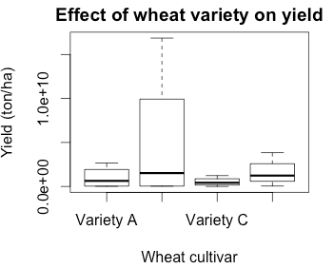 Effect of wheat variety on yield
Yield (ton/ha)
1.0e+10
0.0e+00
Variety A
Variety C
Wheat cultivar